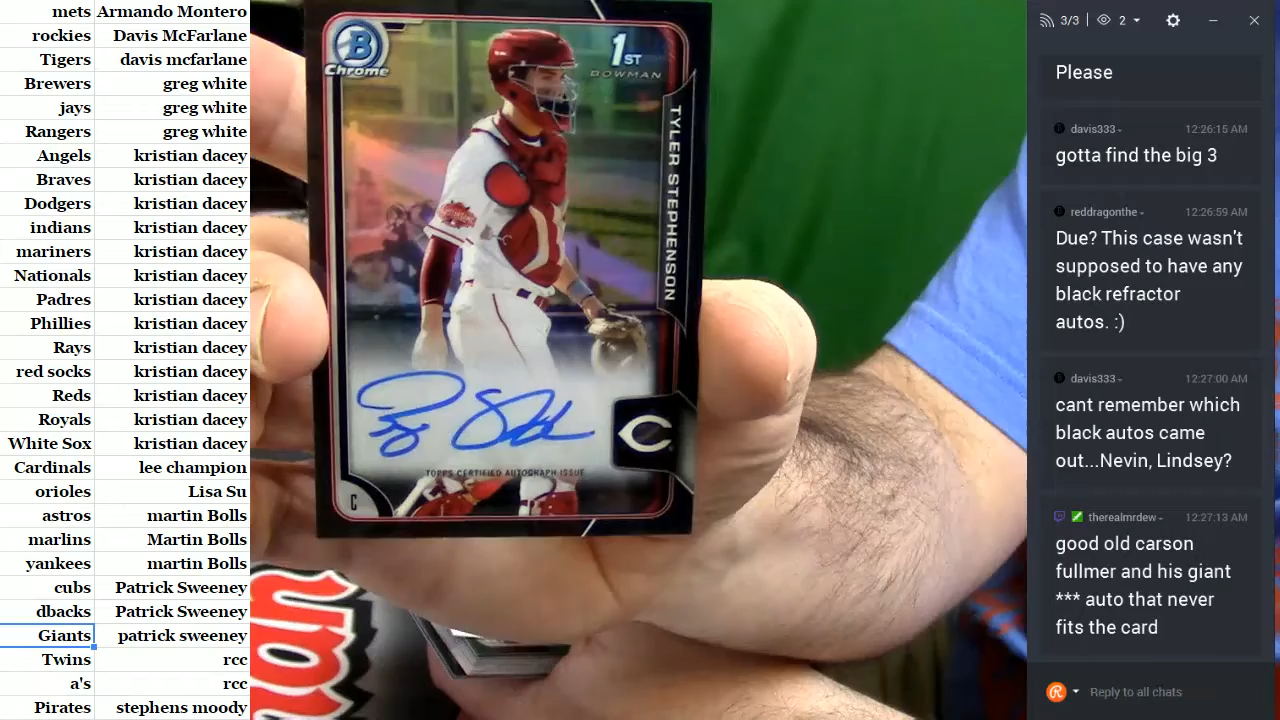 mets Armando Montero
rockies Davis McFarlane
Tigers davis mcfarlane
Brewers greg white
jays greg white
Rangers greg white
Angels kristian dacey
Braves kristian dacey
Dodgers kristian dacey
indians kristian dacey
mariners kristian dacey
Nationals kristian dacey
Padres kristian dacey
Phillies kristian dacey
Rays kristian dacey
red socks kristian dacey
Reds kristian dacey
Royals kristian dacey
White Sox kristian dacey
Cardinals lee champion
orioles Lisa Su
astros martin Bolls
marlins Martin Bolls
yankees martin Bolls
cubs Patrick Sweeney
dbacks Patrick Sweeney
Giants patrick sweeney
Twins rcc
a's rcc
Pirates stephens moody
B
Chrome
1ST
BOWMAN
TYLER STEPHENSON
TOPPS CERTIFIED AUTOGRAPH ISSUE
C
C
3/3 2
Please
davis333 12:26:15 AM
gotta find the big 3
reddragonthe 12:26:59 AM
Due? This case wasn't
supposed to have any
black refractor
autos. :)
davis333 12:27:00 AM
cant remember which
black autos came
out...Nevin, Lindsey?
therealmrdew 12:27:13 AM
good old carson
fullmer and his giant
*** auto that never
fits the card
Reply to all chats